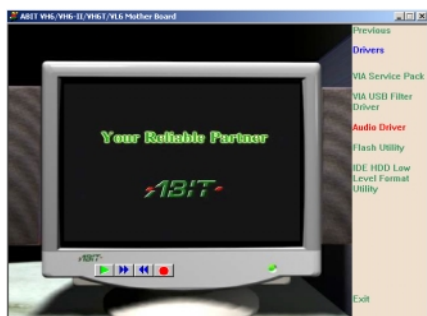 ABIT VH6/VH6-II/VH6T/VL6 Mother Board
Your Reliable Partner
ABIT
ABIT
Previous
Drivers
VIA Service Pack
VIA USB Filter
Driver
Audio Driver
Flash Utility
IDE HDD Low
Level Format
Utility
Exit